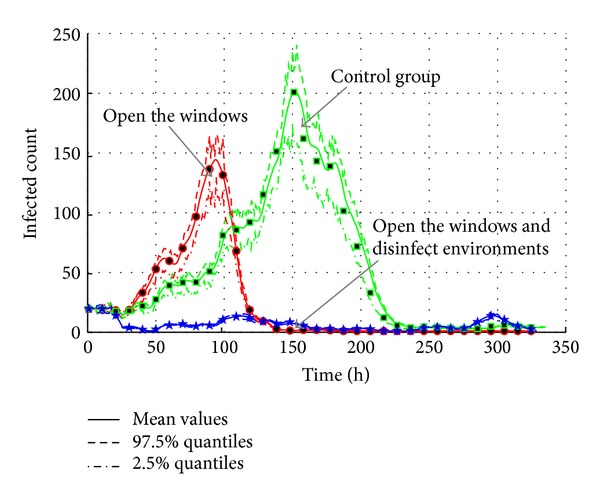 250
200
150
100
50
0
Infected count
Open the windows
Control group
Open the windows and
disinfect environments
0 50 100 150 200 250 300 350
Time (h)
Mean values
97.5% quantiles
2.5% quantiles